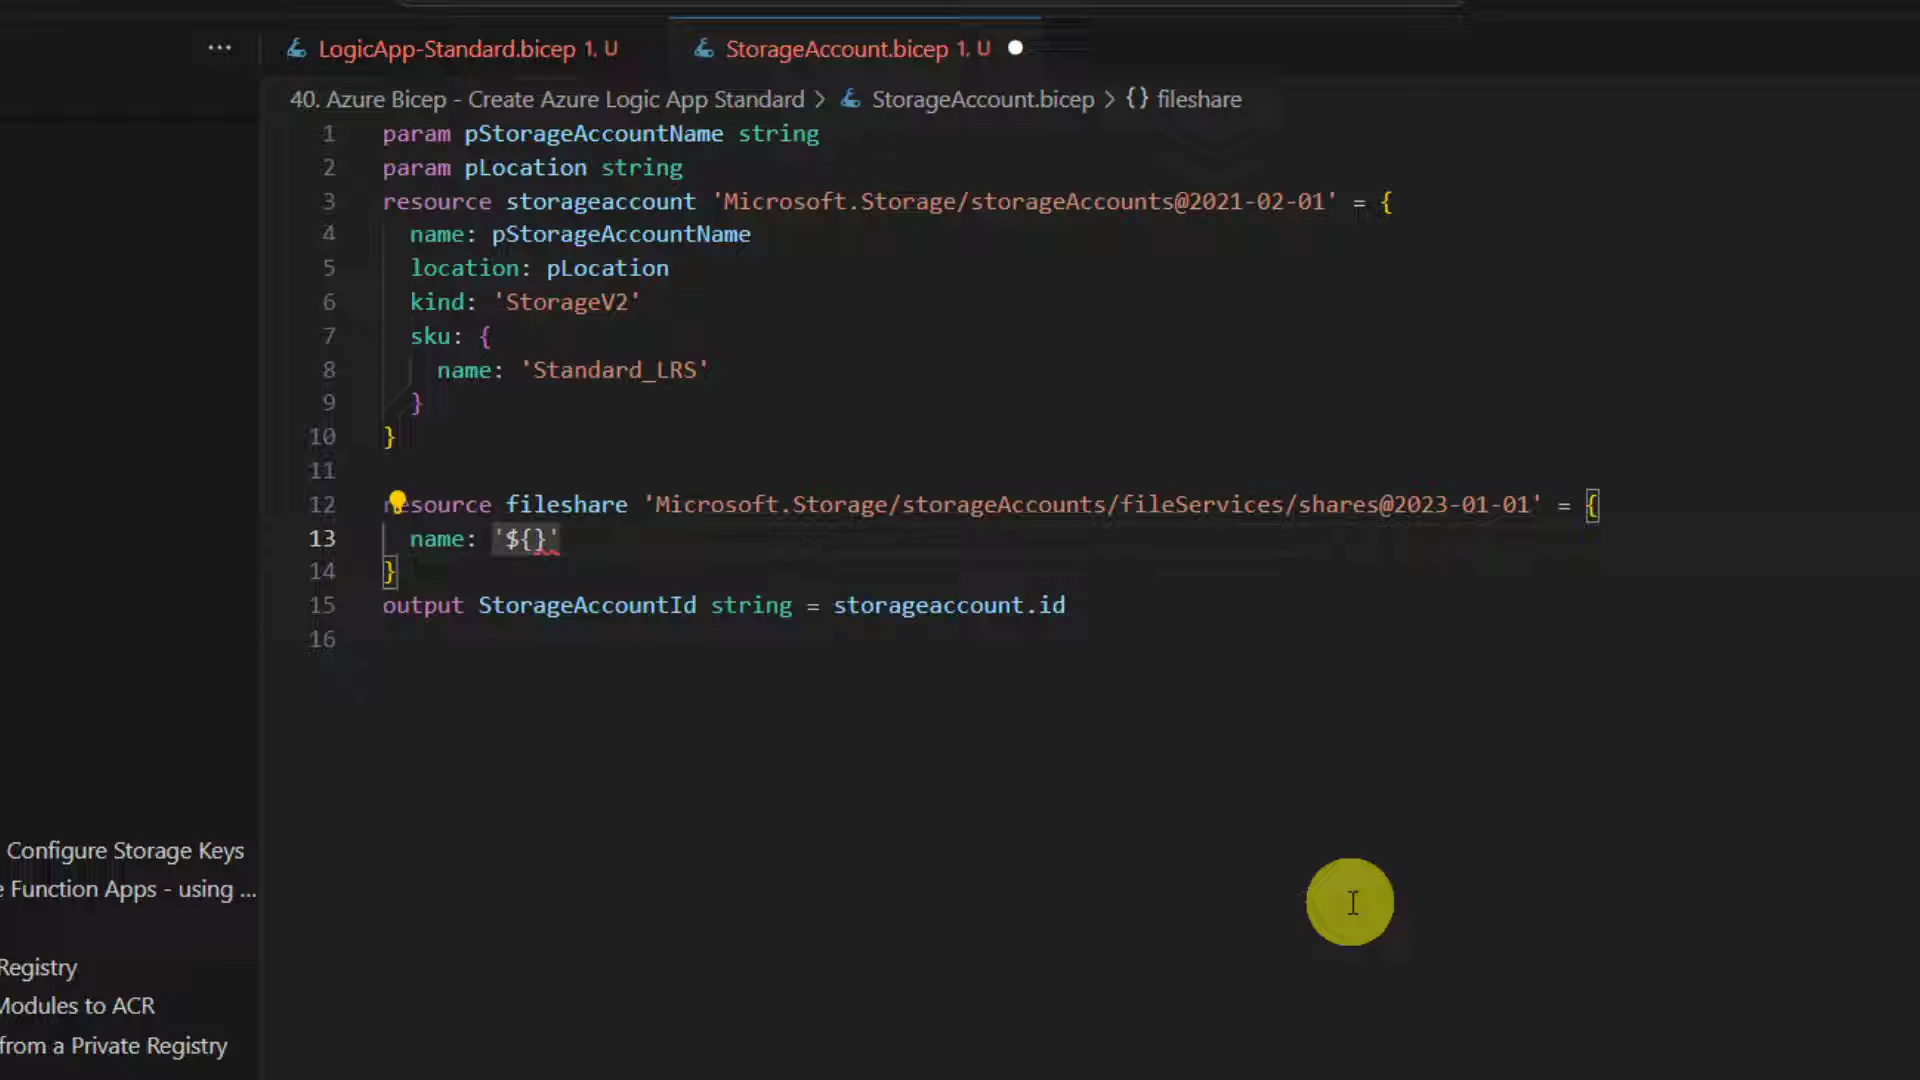 ··· LogicApp-Standard.bicep 1, U StorageAccount.bicep 1, U
40. Azure Bicep - Create Azure Logic App Standard > StorageAccount.bicep > {} fileshare
1 param pStorageAccountName string
2 param pLocation string
3 resource storageaccount 'Microsoft.Storage/storageAccounts@2021-02-01' = {
4 name: pStorageAccountName
5 location: pLocation
6 kind: 'StorageV2'
7 sku: {
8 name: 'Standard_LRS'
9 }
10 }
11
12 resource fileshare 'Microsoft.Storage/storageAccounts/fileServices/shares@2023-01-01' = {
13 name: '${}'
14 }
15 output StorageAccountId string = storageaccount.id
16
Configure Storage Keys
e Function Apps - using ...
Registry
Modules to ACR
from a Private Registry